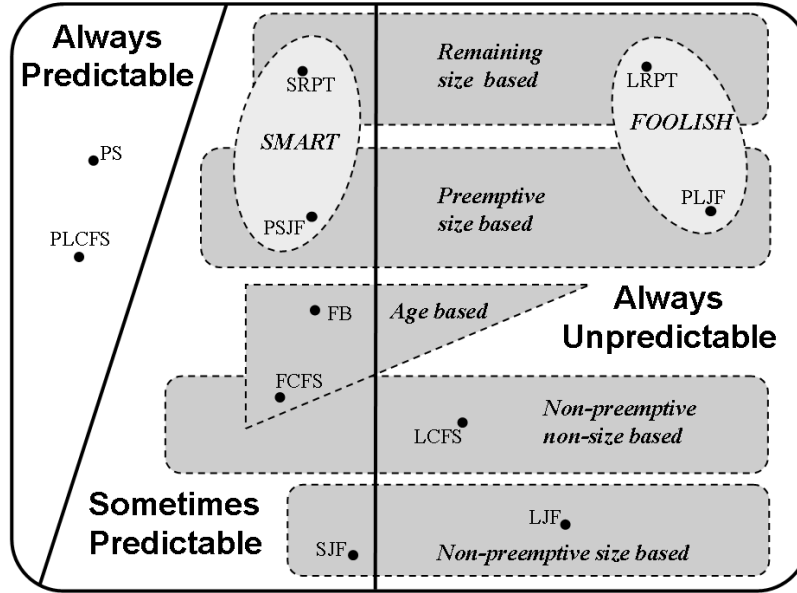 Always
Predictable
Remaining
size based
SRPT
LRPT
SMART
FOOLISH
PS
Preemptive
size based
PSJF
PLJF
PLCFS
FB
Age based
Always
Unpredictable
FCFS
LCFS
Non-preemptive
non-size based
Sometimes
Predictable
LJF
SJF
Non-preemptive size based